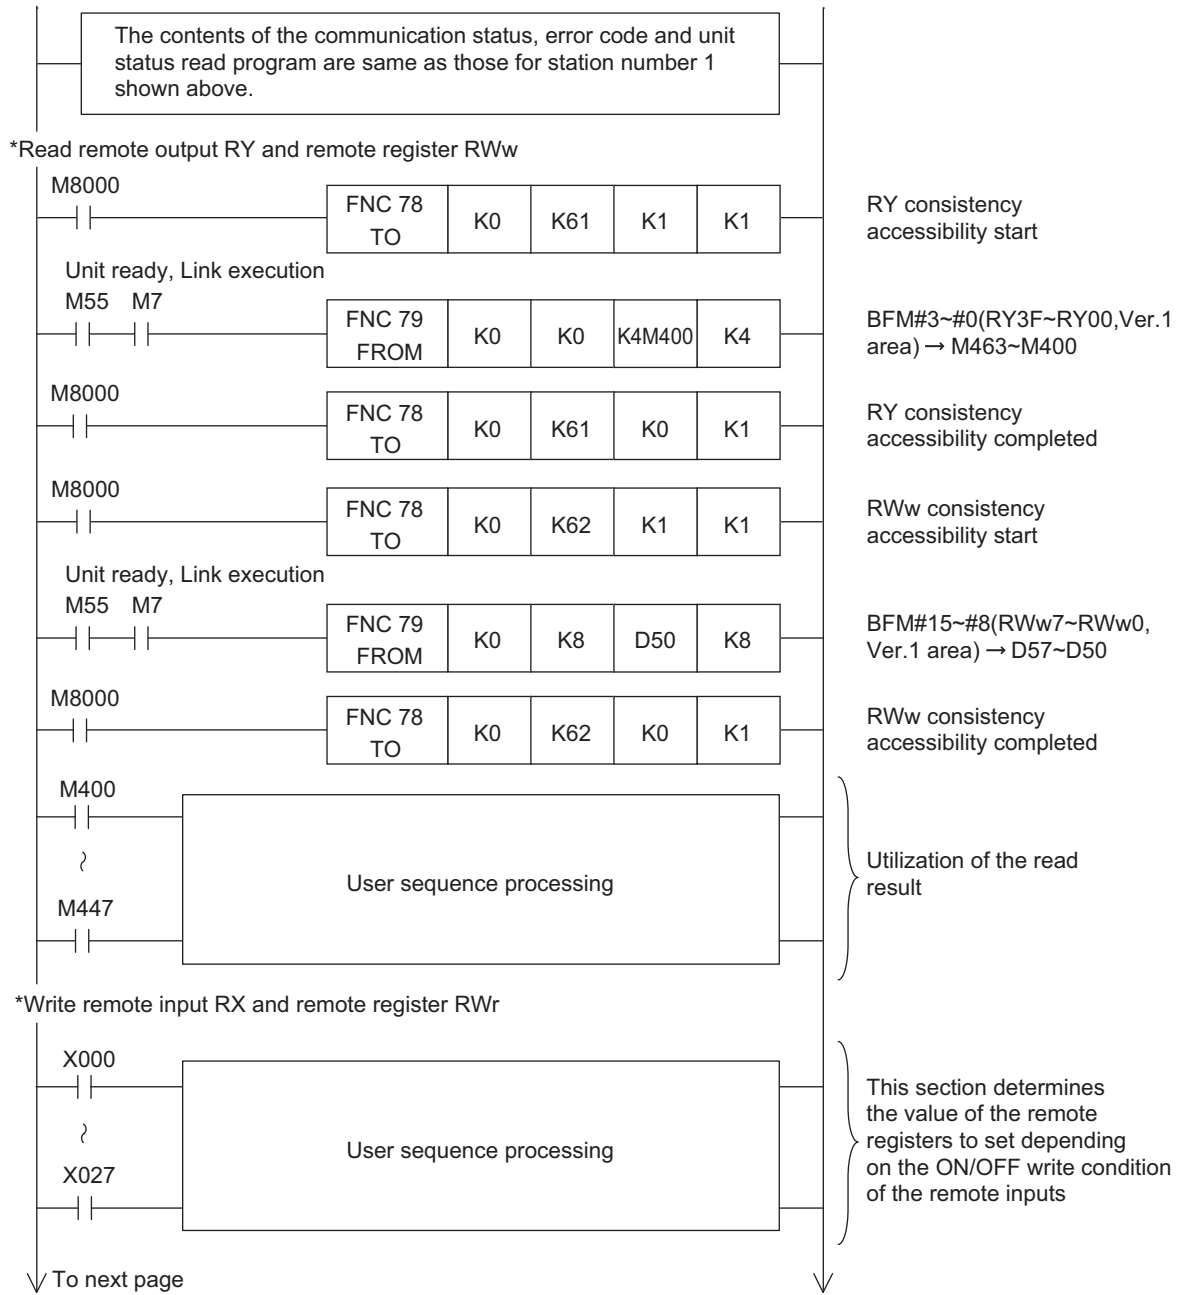 The contents of the communication status, error code and unit
status read program are same as those for station number 1
shown above.
*Read remote output RY and remote register RWw
M8000
FNC 78
TO
K0
K61
K1
K1
RY consistency
accessibility start
Unit ready, Link execution
M55 M7
FNC 79
FROM
K0
K0
K4M400
K4
BFM#3~#0(RY3F~RY00,Ver.1
area) → M463~M400
M8000
FNC 78
TO
K0
K61
K0
K1
RY consistency
accessibility completed
M8000
FNC 78
TO
K0
K62
K1
K1
RWw consistency
accessibility start
Unit ready, Link execution
M55 M7
FNC 79
FROM
K0
K8
D50
K8
BFM#15~#8(RWw7~RWw0,
Ver.1 area) → D57~D50
M8000
FNC 78
TO
K0
K62
K0
K1
RWw consistency
accessibility completed
M400
~
M447
User sequence processing
Utilization of the read
result
*Write remote input RX and remote register RWr
X000
~
X027
User sequence processing
This section determines
the value of the remote
registers to set depending
on the ON/OFF write condition
of the remote inputs
To next page